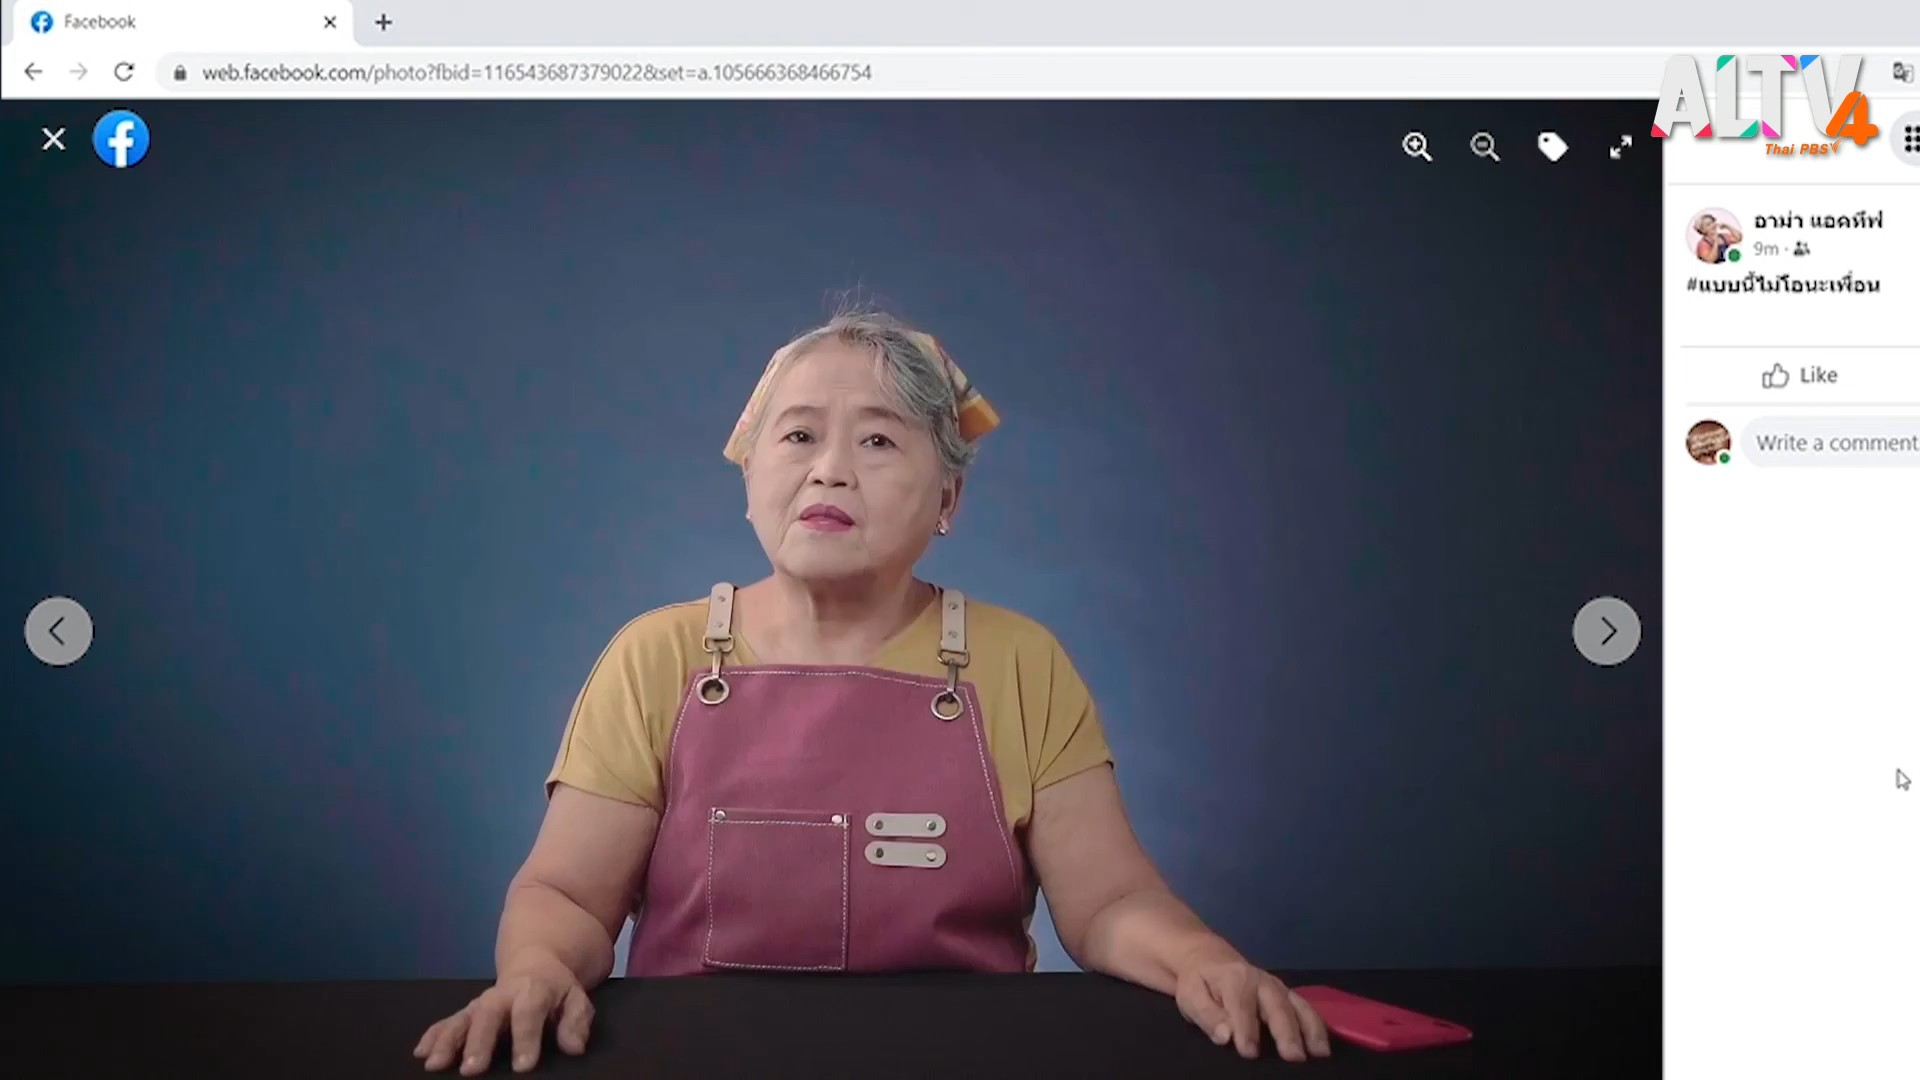 Facebook
web.facebook.com/photo?fbid=116543687379022&set=a.105666368466754
ALTV4
Thai PBS
อาม่า แอคทีฟ
9m
#แบบนี้ไม่โอนะเพื่อน
Like
Write a comment